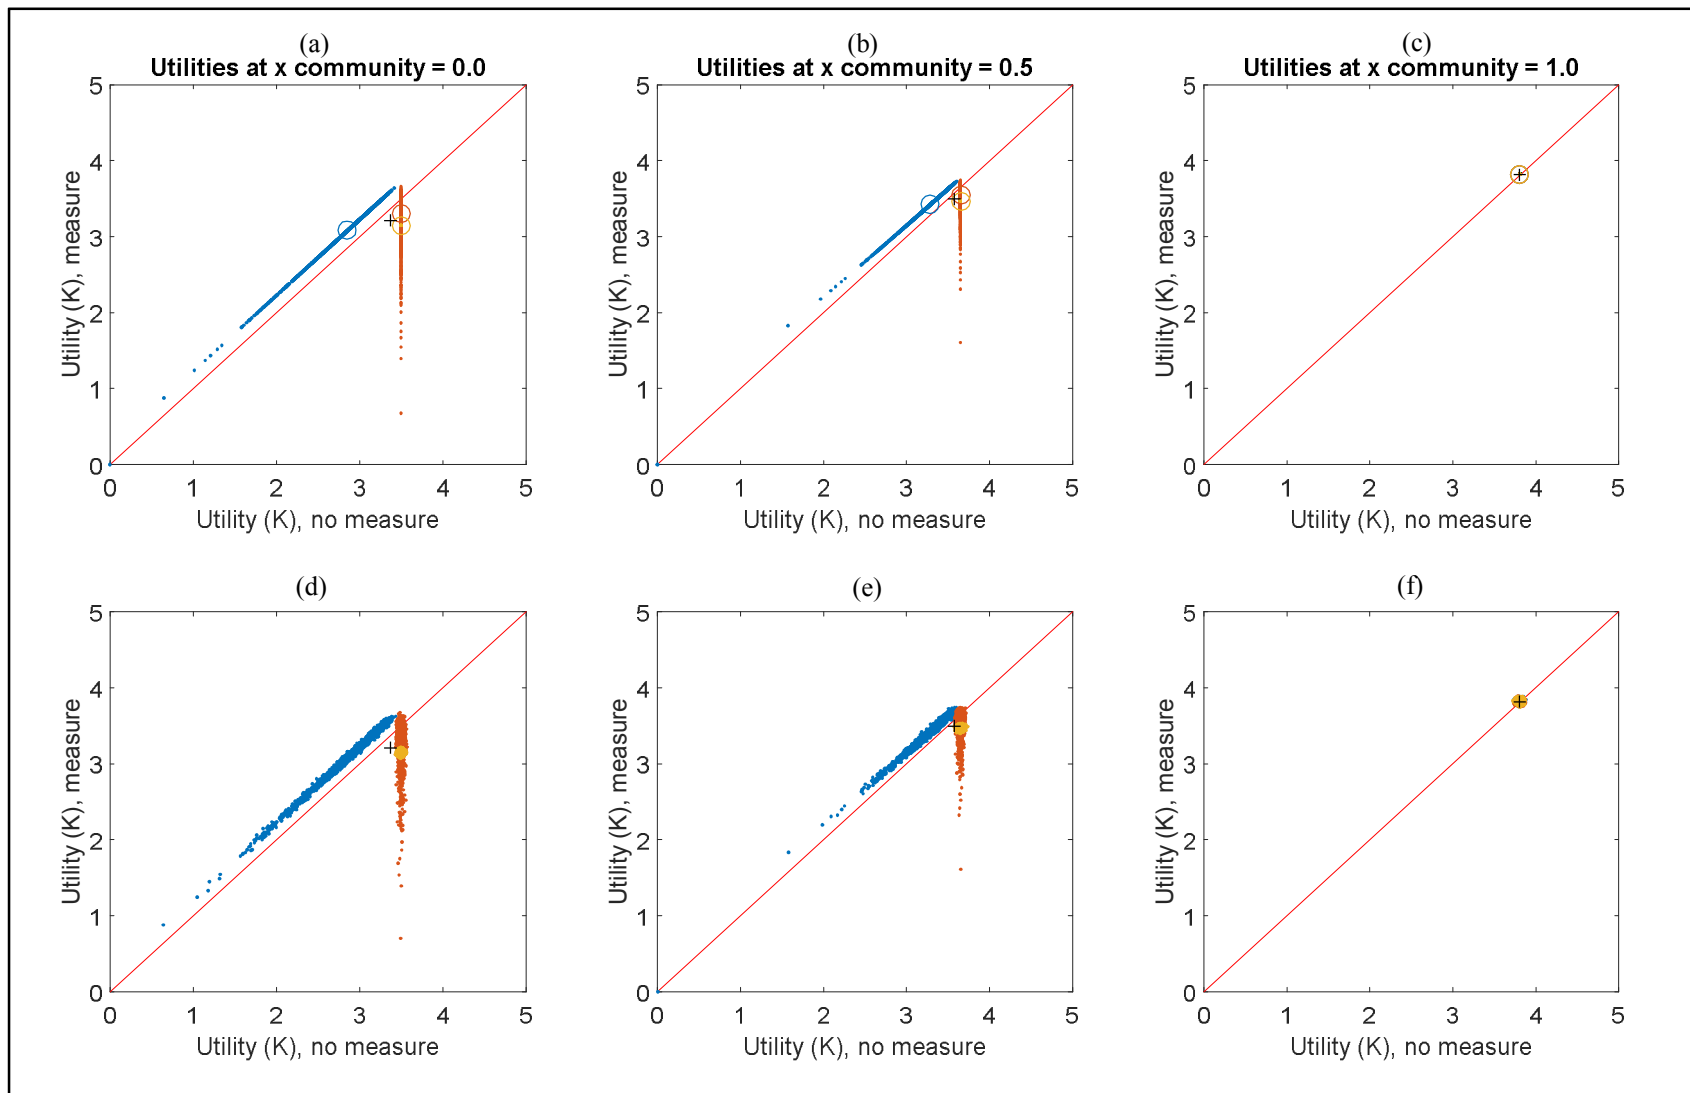 (a)
Utilities at x community = 0.0
5
4
3
2
1
0
0 1 2 3 4 5
Utility (K), measure
Utility (K), no measure
(b)
Utilities at x community = 0.5
5
4
3
2
1
0
0 1 2 3 4 5
Utility (K), measure
Utility (K), no measure
(c)
Utilities at x community = 1.0
5
4
3
2
1
0
0 1 2 3 4 5
Utility (K), measure
Utility (K), no measure
(d)
5
4
3
2
1
0
0 1 2 3 4 5
Utility (K), measure
Utility (K), no measure
(e)
5
4
3
2
1
0
0 1 2 3 4 5
Utility (K), measure
Utility (K), no measure
(f)
5
4
3
2
1
0
0 1 2 3 4 5
Utility (K), measure
Utility (K), no measure